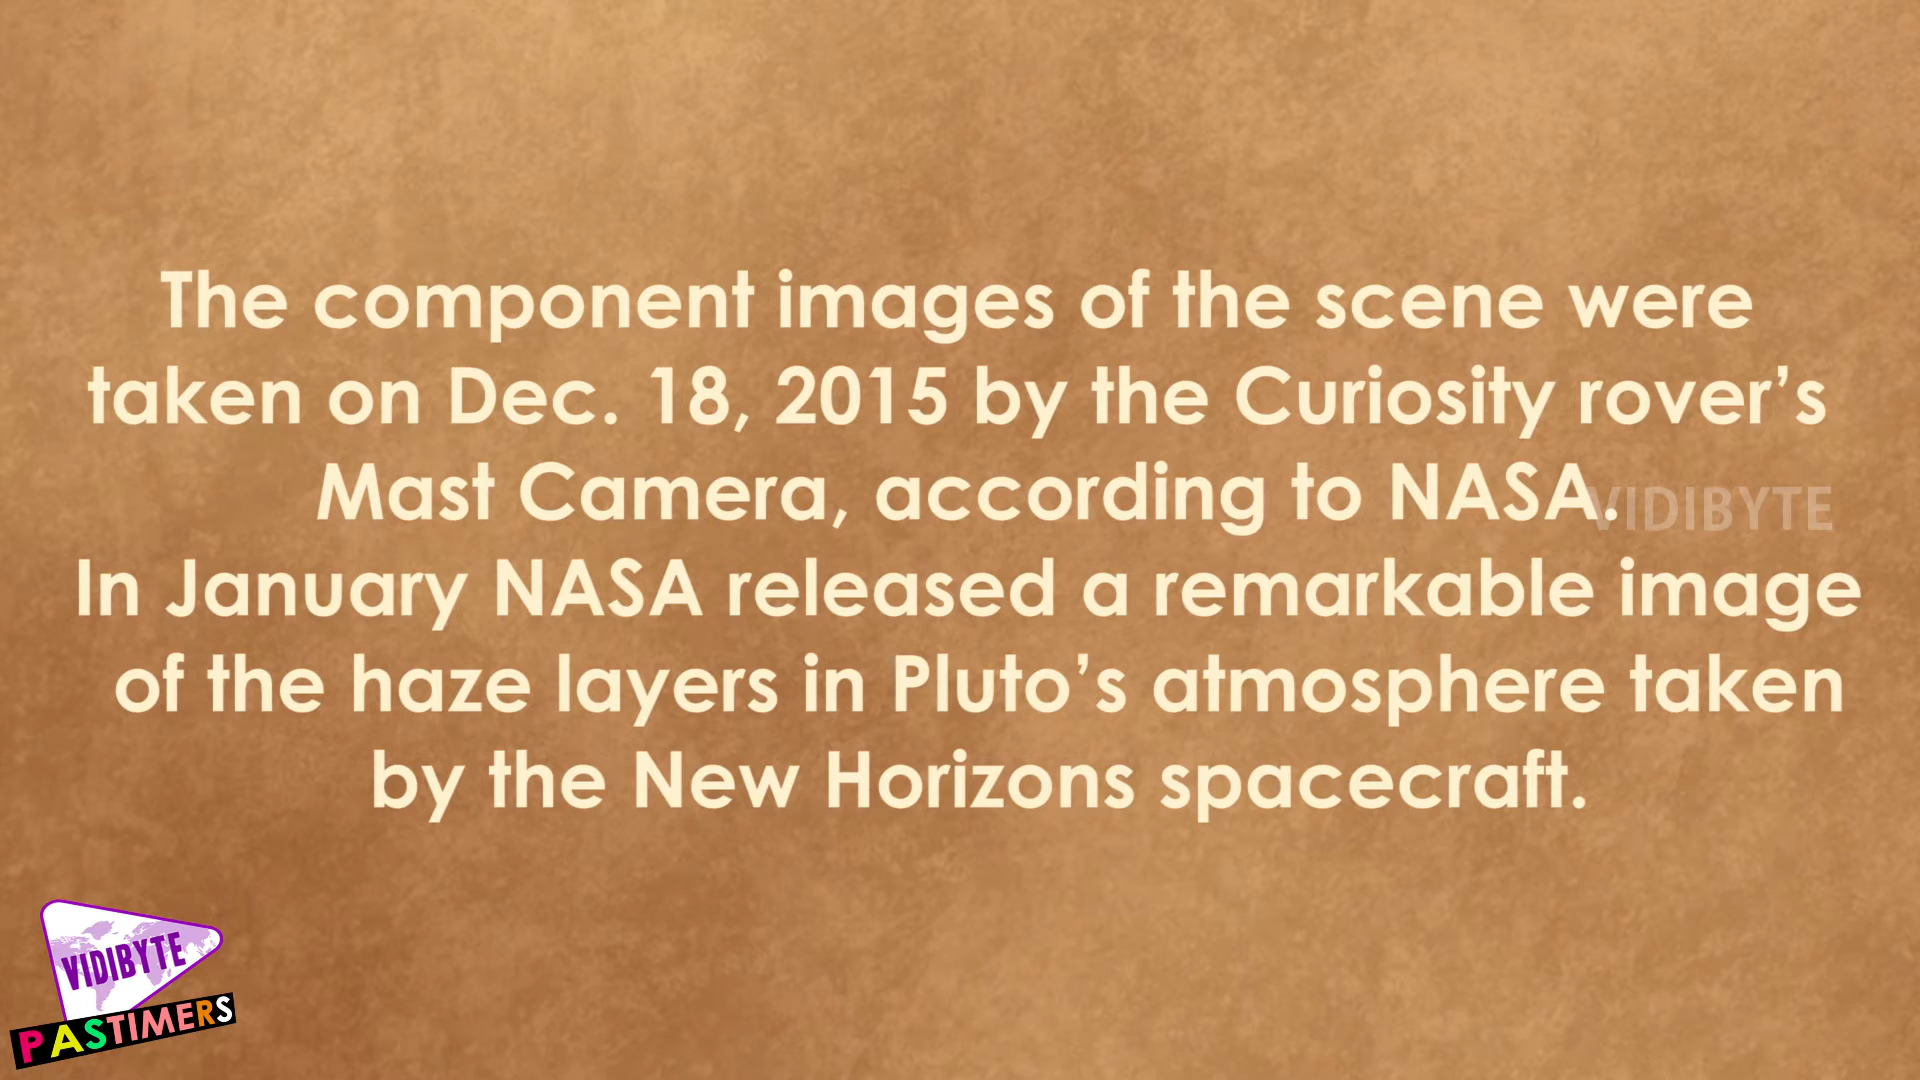 The component images of the scene were
taken on Dec. 18, 2015 by the Curiosity rover’s
Mast Camera, according to NASA.
VIDIBYTE
In January NASA released a remarkable image
of the haze layers in Pluto’s atmosphere taken
by the New Horizons spacecraft.
VIDIBYTE
PASTIMERS